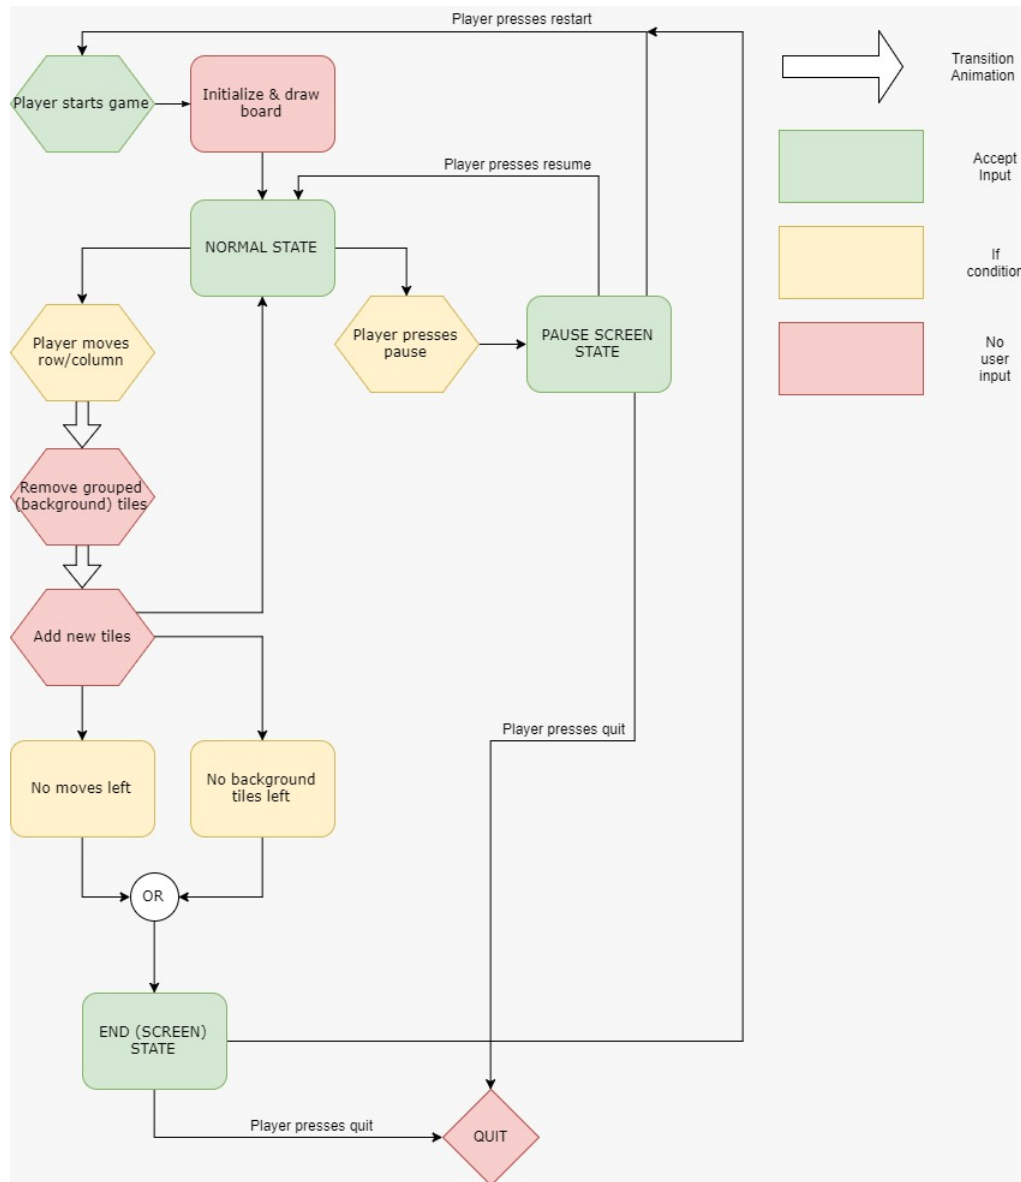 Player presses restart
Transition
Animation
Player starts game
Initialize & draw
board
Accept
Input
Player presses resume
NORMAL STATE
If
condition
Player moves
row/column
Player presses
pause
PAUSE SCREEN
STATE
No
user
input
Remove grouped
(background) tiles
Add new tiles
Player presses quit
No moves left
No background
tiles left
OR
END (SCREEN)
STATE
Player presses quit
QUIT